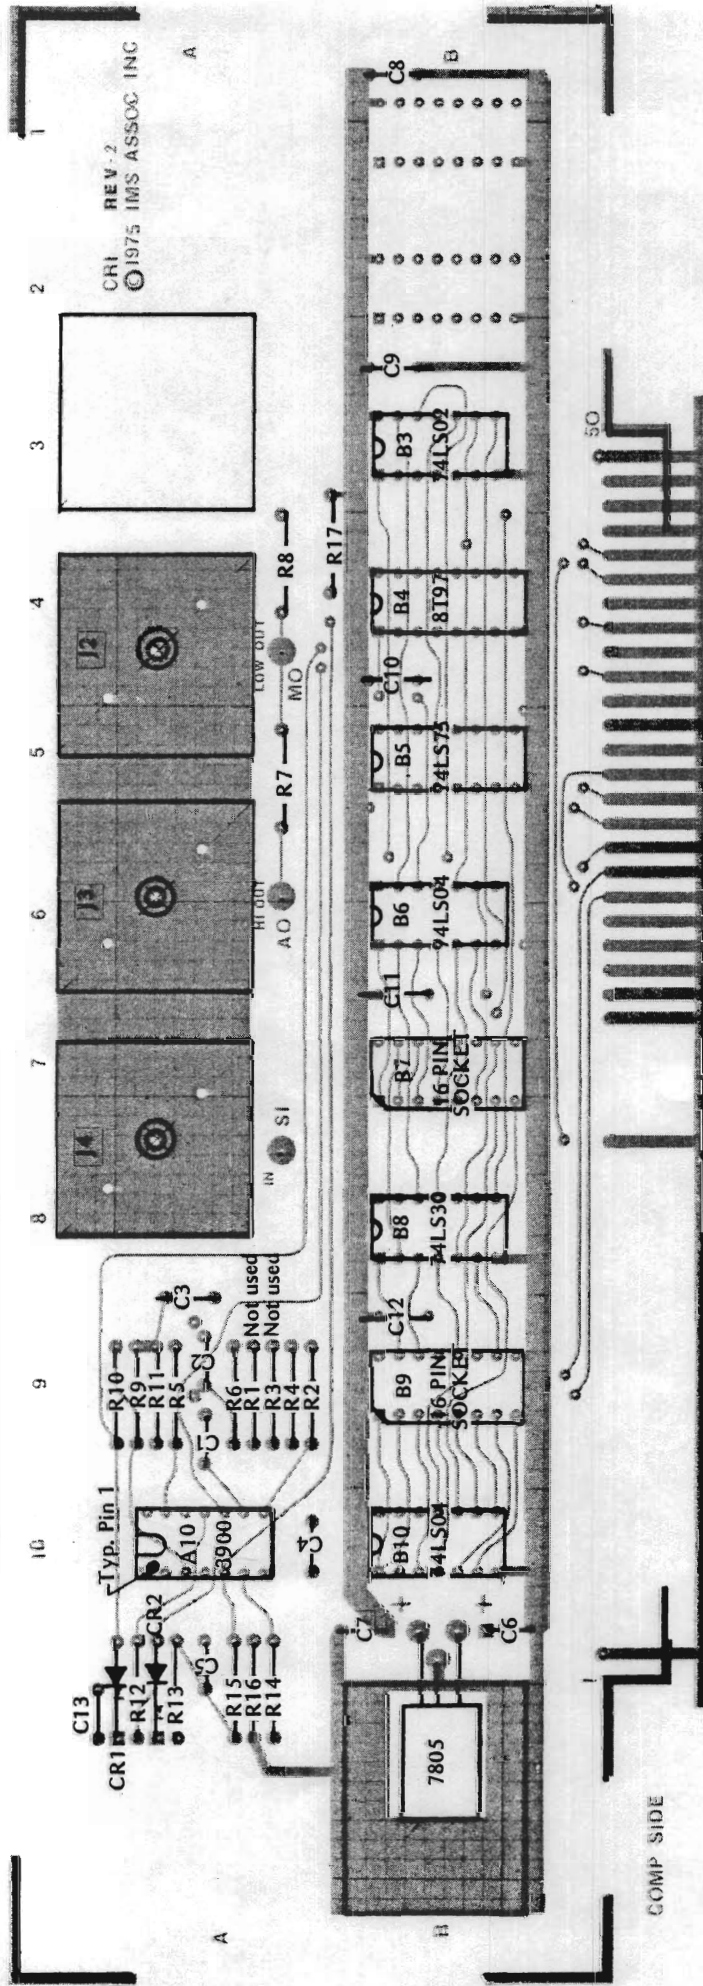 CRI REV-2
©1975 IMS ASSOC INC
A
B
1
2
3
4
5
6
7
8
9
10
A
B
J2
J3
J4
LOW OUT
MO
HI OUT
AO
IN
SI
R8
R17
R7
C8
C9
B3
74LS02
B4
8T97
C10
B5
74LS75
B6
74LS04
C11
B7
16 PIN
SOCKET
B8
74LS30
C12
B9
16 PIN
SOCKET
B10
74LS04
C3
R10
R9
R11
R5
C2
C1
R6
R1 Not used
R3 Not used
R4
R2
Typ. Pin 1
A10
3900
C4
C13
CR1
R12
CR2
R13
R15
R16
R14
C7
+
+
C6
7805
50
1
COMP SIDE